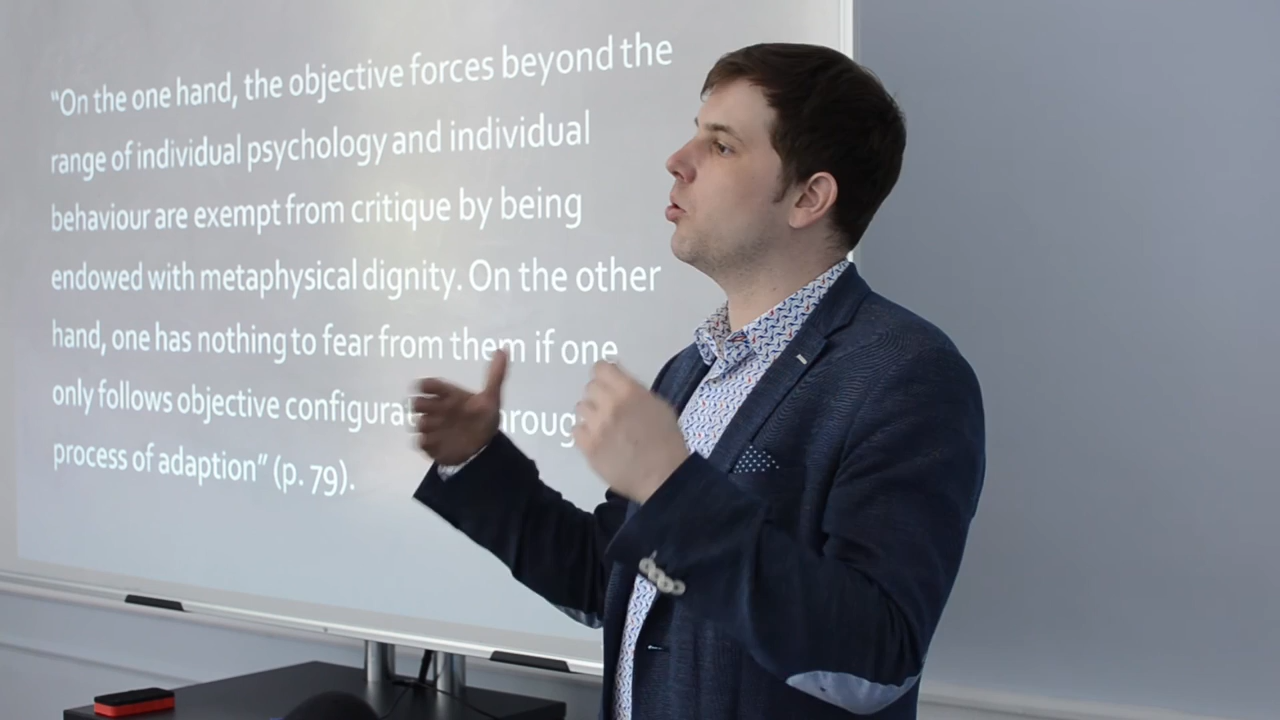 “On the one hand, the objective forces beyond the
range of individual psychology and individual
behaviour are exempt from critique by being
endowed with metaphysical dignity. On the other
hand, one has nothing to fear from them if one
only follows objective
process of adaption” (p. 79).